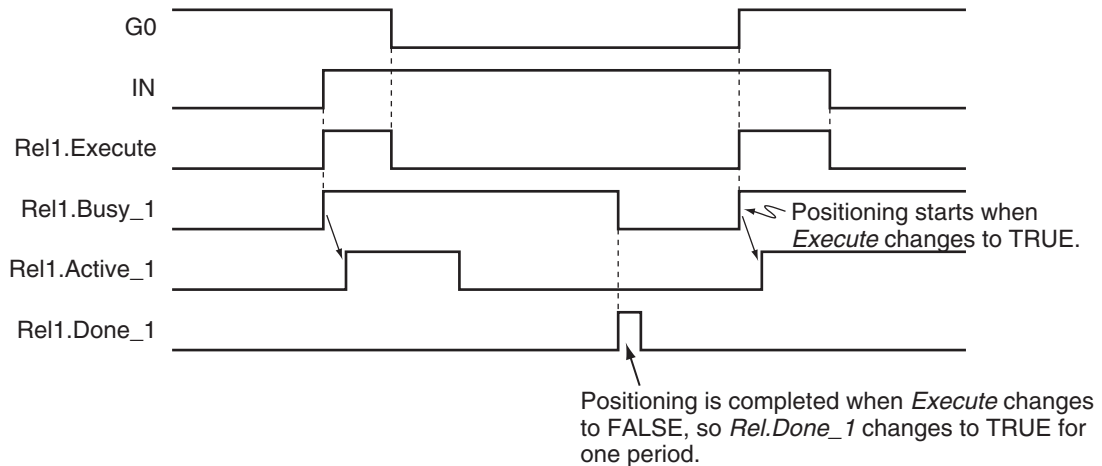 G0
IN
Rel1.Execute
Rel1.Busy_1
Positioning starts when
Execute changes to TRUE.
Rel1.Active_1
Rel1.Done_1
Positioning is completed when Execute changes
to FALSE, so Rel.Done_1 changes to TRUE for
one period.